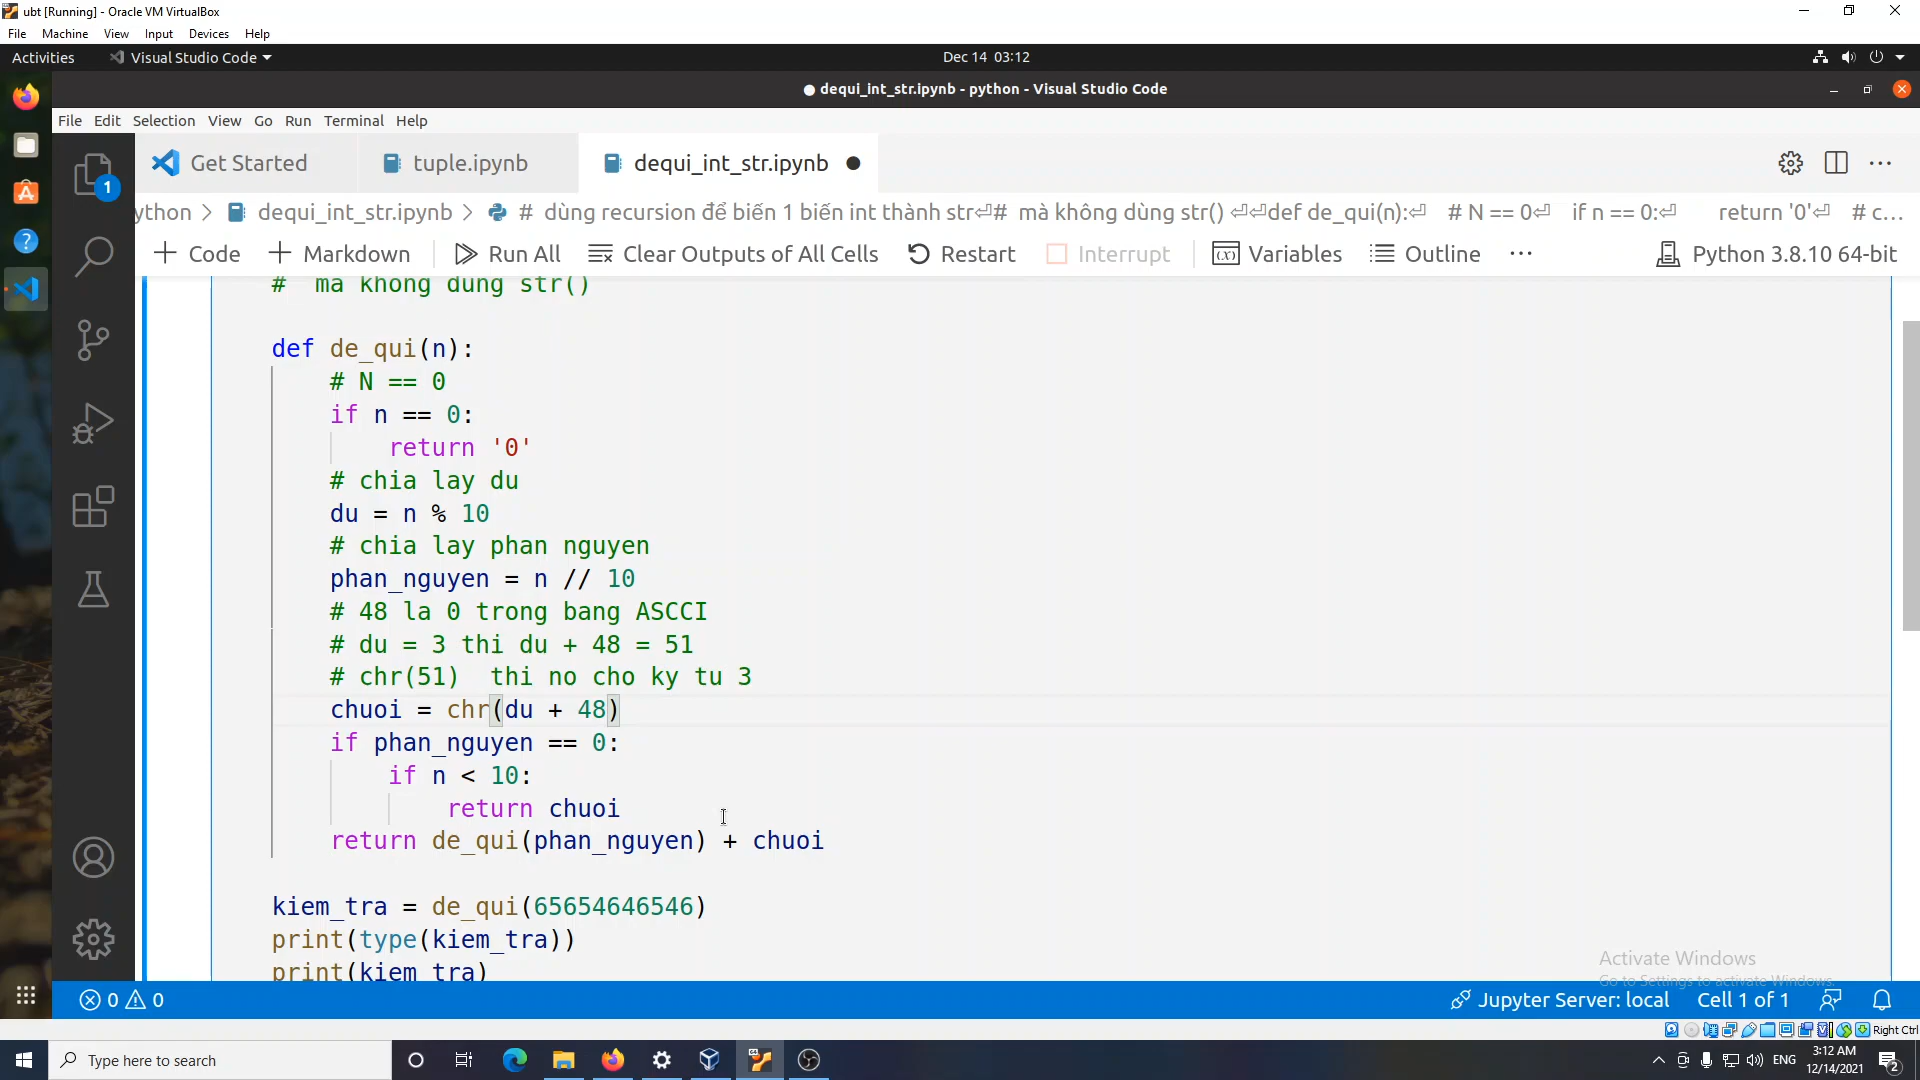 ubt [Running] - Oracle VM VirtualBox
File Machine View Input Devices Help
Activities Visual Studio Code Dec 14 03:12
● dequi_int_str.ipynb - python - Visual Studio Code
File Edit Selection View Go Run Terminal Help
1
Get Started tuple.ipynb dequi_int_str.ipynb ●
ython > dequi_int_str.ipynb > # dùng recursion để biến 1 biến int thành str⏎# mà không dùng str() ⏎⏎def de_qui(n):⏎ # N == 0⏎ if n == 0:⏎ return '0'⏎ # c...
+ Code + Markdown Run All Clear Outputs of All Cells Restart Interrupt Variables Outline ... Python 3.8.10 64-bit
# mà không dùng str()
def de_qui(n):
# N == 0
if n == 0:
return '0'
# chia lay du
du = n % 10
# chia lay phan nguyen
phan_nguyen = n // 10
# 48 la 0 trong bang ASCCI
# du = 3 thi du + 48 = 51
# chr(51)  thi no cho ky tu 3
chuoi = chr(du + 48)
if phan_nguyen == 0:
if n < 10:
return chuoi
return de_qui(phan_nguyen) + chuoi
kiem_tra = de_qui(65654646546)
print(type(kiem_tra))
print(kiem_tra)
Activate Windows
Go to Settings to activate Windows.
0 0 Jupyter Server: local Cell 1 of 1
Right Ctrl
Type here to search ENG 3:12 AM
12/14/2021
2